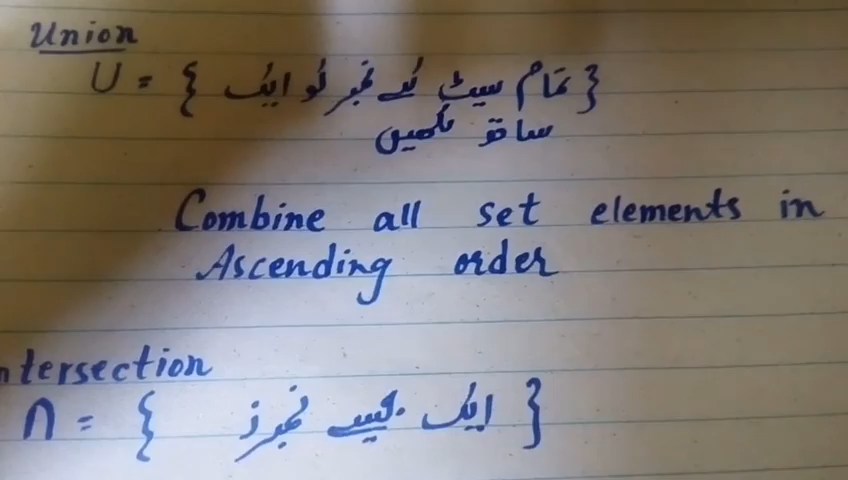 Union
U = { تمام سیٹ کے نمبر کو ایک }
ساتھ لکھیں
Combine all set elements in
Ascending order
ntersection
∩ = { ایک جیسے نمبرز }